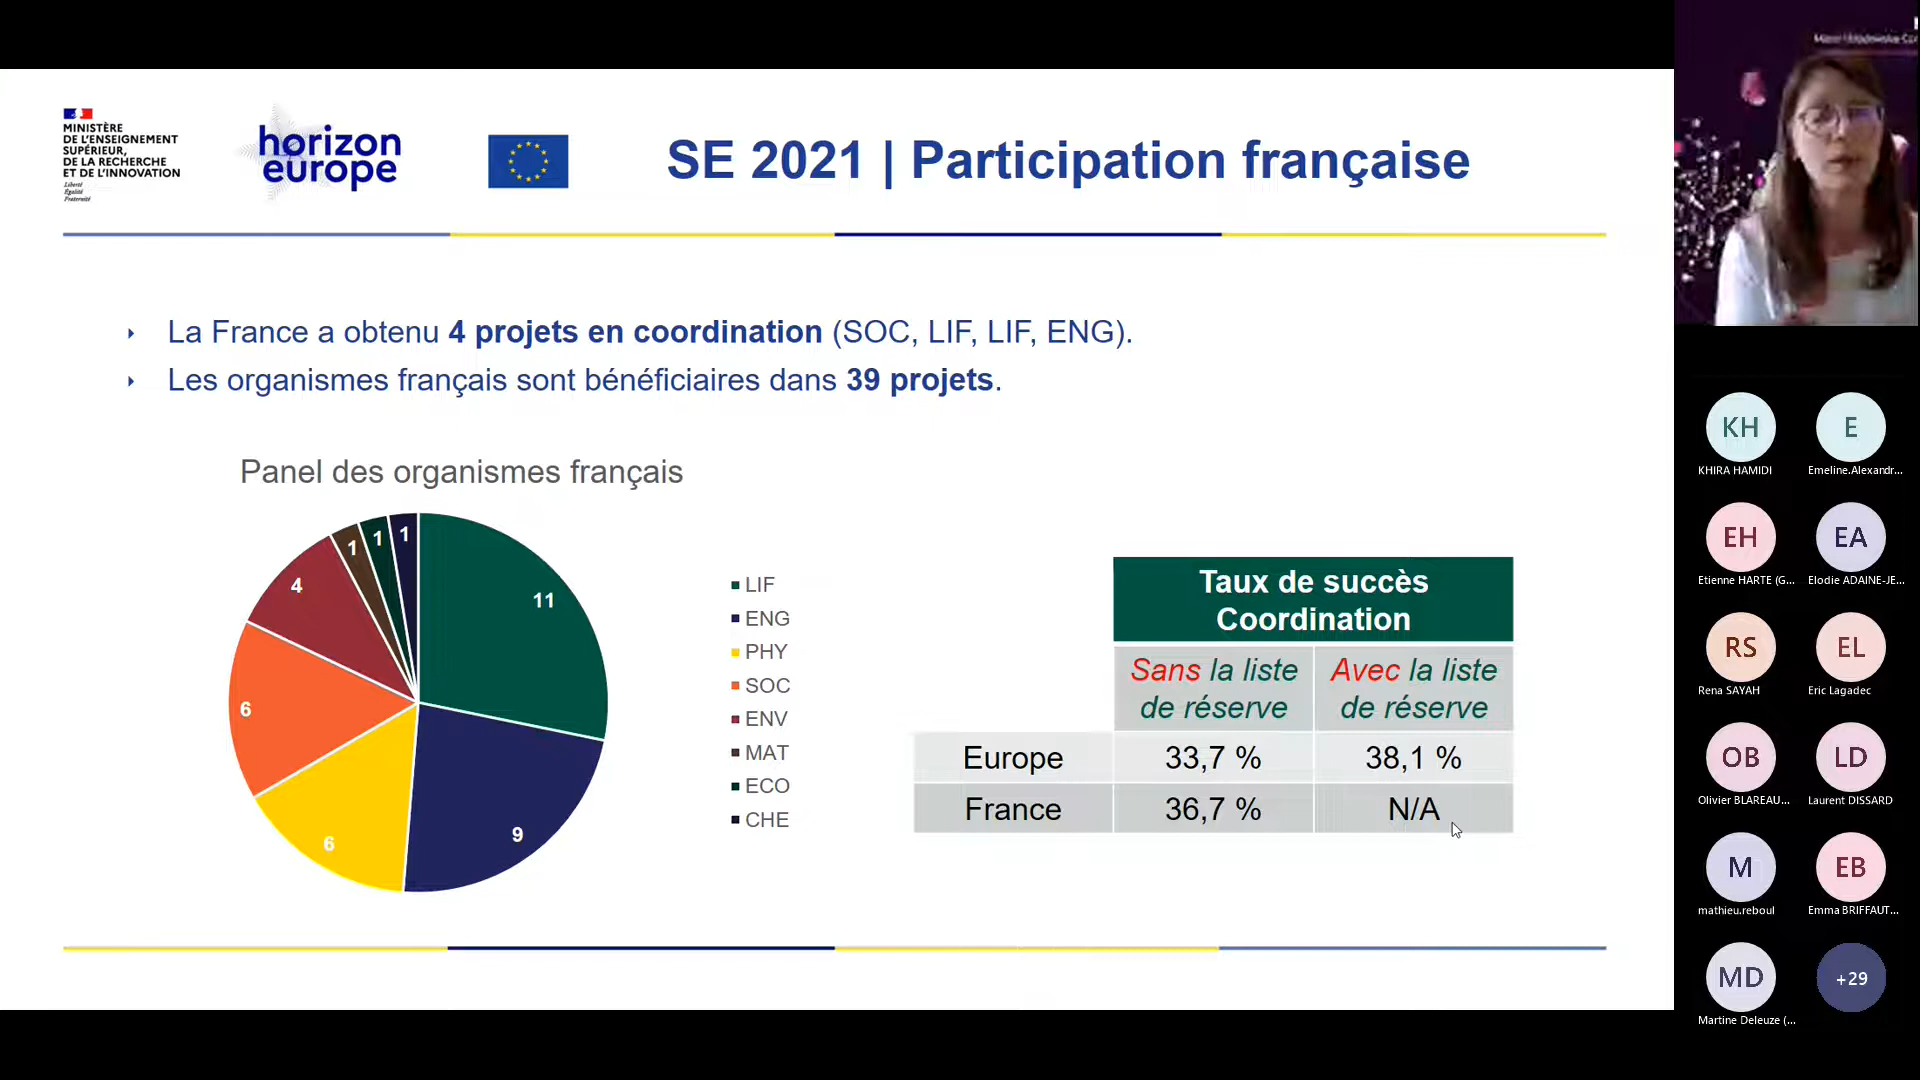 MINISTÈRE
DE L'ENSEIGNEMENT
SUPÉRIEUR,
DE LA RECHERCHE
ET DE L'INNOVATION
Liberté
Égalité
Fraternité
horizon
europe
SE 2021 | Participation française
La France a obtenu 4 projets en coordination (SOC, LIF, LIF, ENG).
Les organismes français sont bénéficiaires dans 39 projets.
Panel des organismes français
11
9
6
6
4
1
1
1
LIF
ENG
PHY
SOC
ENV
MAT
ECO
CHE
Taux de succès
Coordination
Sans la liste de réserve
Avec la liste de réserve
Europe 33,7 % 38,1 %
France 36,7 % N/A
KH
KHIRA HAMIDI
E
Emeline.Alexandr...
EH
Etienne HARTE (G...
EA
Elodie ADAINE-JE...
RS
Rena SAYAH
EL
Eric Lagadec
OB
Olivier BLAREAU...
LD
Laurent DISSARD
M
mathieu.reboul
EB
Emma BRIFFAUT...
MD
Martine Deleuze (...
+29